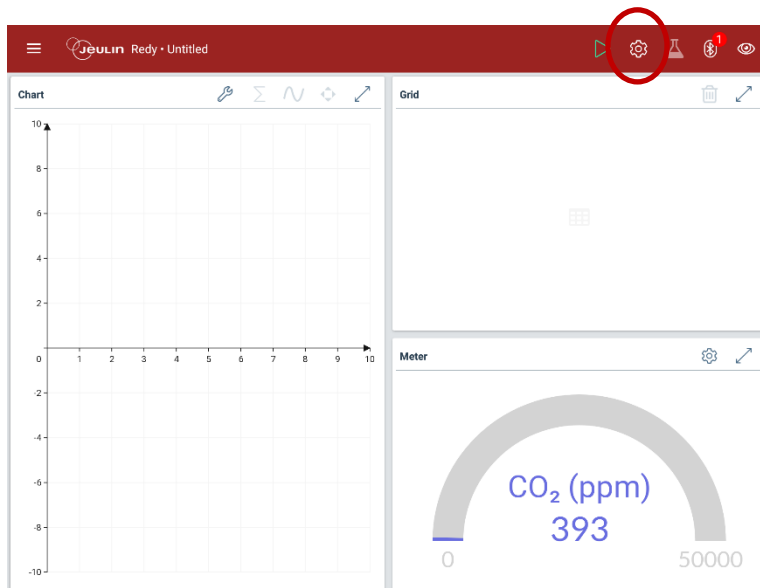 Jeulin Redy • Untitled
1
Chart
Grid
10
8
6
4
2
0 1 2 3 4 5 6 7 8 9 10
-2
-4
-6
-8
-10
Meter
CO₂ (ppm)
393
0 50000